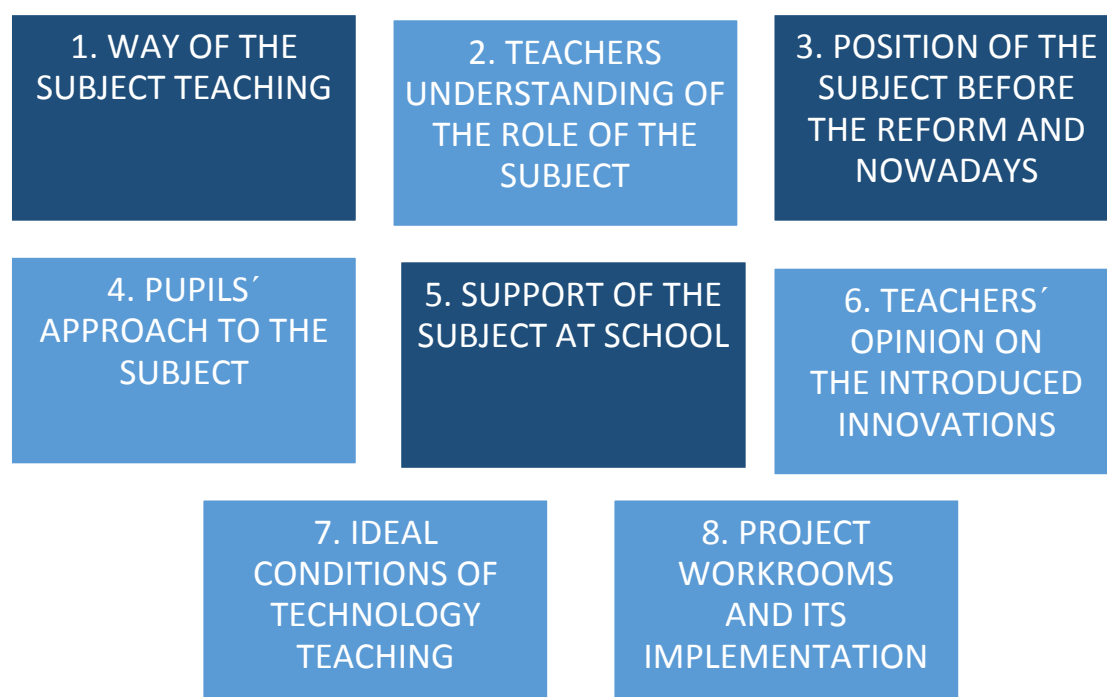 1. WAY OF THE
SUBJECT TEACHING
2. TEACHERS
UNDERSTANDING OF
THE ROLE OF THE
SUBJECT
3. POSITION OF THE
SUBJECT BEFORE
THE REFORM AND
NOWADAYS
4. PUPILS´
APPROACH TO THE
SUBJECT
5. SUPPORT OF THE
SUBJECT AT SCHOOL
6. TEACHERS´
OPINION ON
THE INTRODUCED
INNOVATIONS
7. IDEAL
CONDITIONS OF
TECHNOLOGY
TEACHING
8. PROJECT
WORKROOMS
AND ITS
IMPLEMENTATION